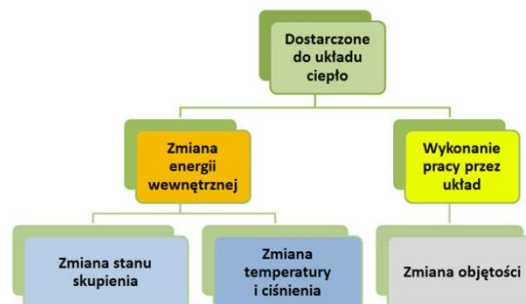 Dostarczone
do układu
ciepło
Zmiana
energii
wewnętrznej
Wykonanie
pracy przez
układ
Zmiana stanu
skupienia
Zmiana
temperatury
i ciśnienia
Zmiana objętości